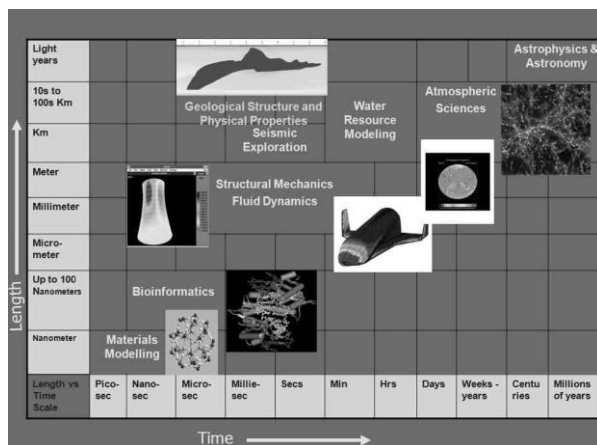 Light
years
Astrophysics &
Astronomy
10s to
100s Km
Geological Structure and
Physical Properties
Water
Resource
Modeling
Atmospheric
Sciences
Km
Seismic
Exploration
Meter
Structural Mechanics
Millimeter
Fluid Dynamics
Micro-
meter
Up to 100
Nanometers
Bioinformatics
Nanometer
Materials
Modelling
Length
Length vs
Time
Scale
Pico-
sec
Nano-
sec
Micro-
sec
Millie-
sec
Secs
Min
Hrs
Days
Weeks -
years
Centu
ries
Millions
of years
Time